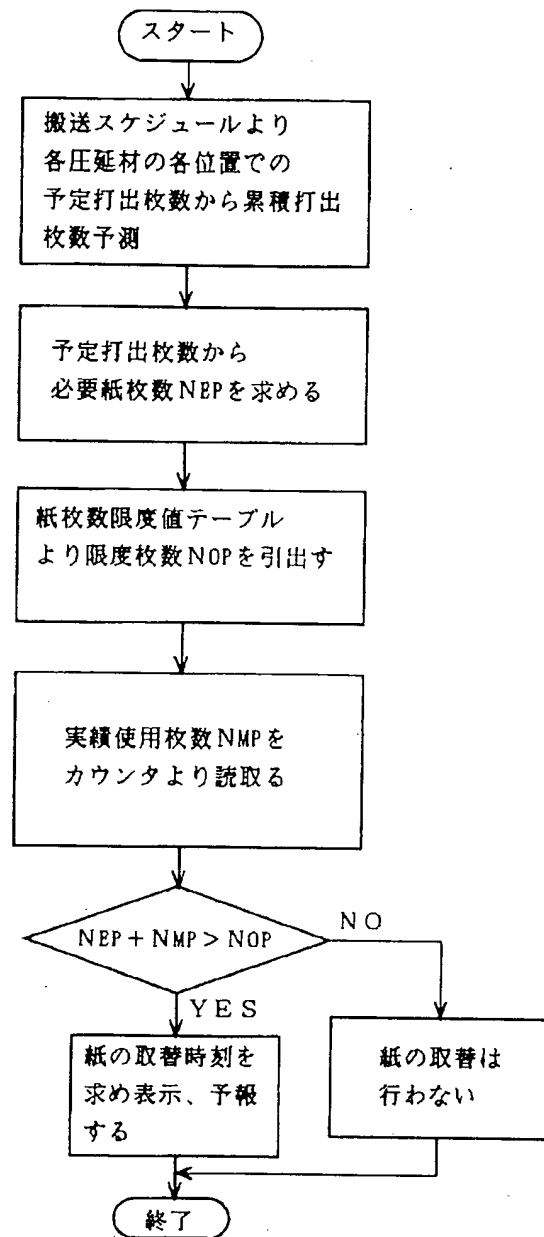 スタート
搬送スケジュールより
各圧延材の各位置での
予定打出枚数から累積打出
枚数予測
予定打出枚数から
必要紙枚数NEPを求める
紙枚数限度値テーブル
より限度枚数NOPを引出す
実績使用枚数NMPを
カウンタより読取る
NEP+NMP>NOP
NO
YES
紙の取替時刻を
求め表示、予報
する
紙の取替は
行わない
終了